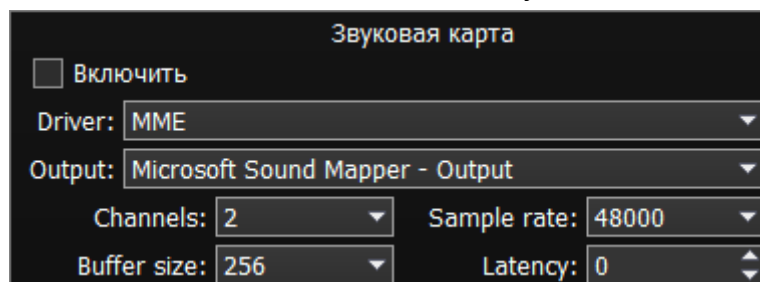 Звуковая карта
Включить
Driver: MME
Output: Microsoft Sound Mapper - Output
Channels: 2 Sample rate: 48000
Buffer size: 256 Latency: 0